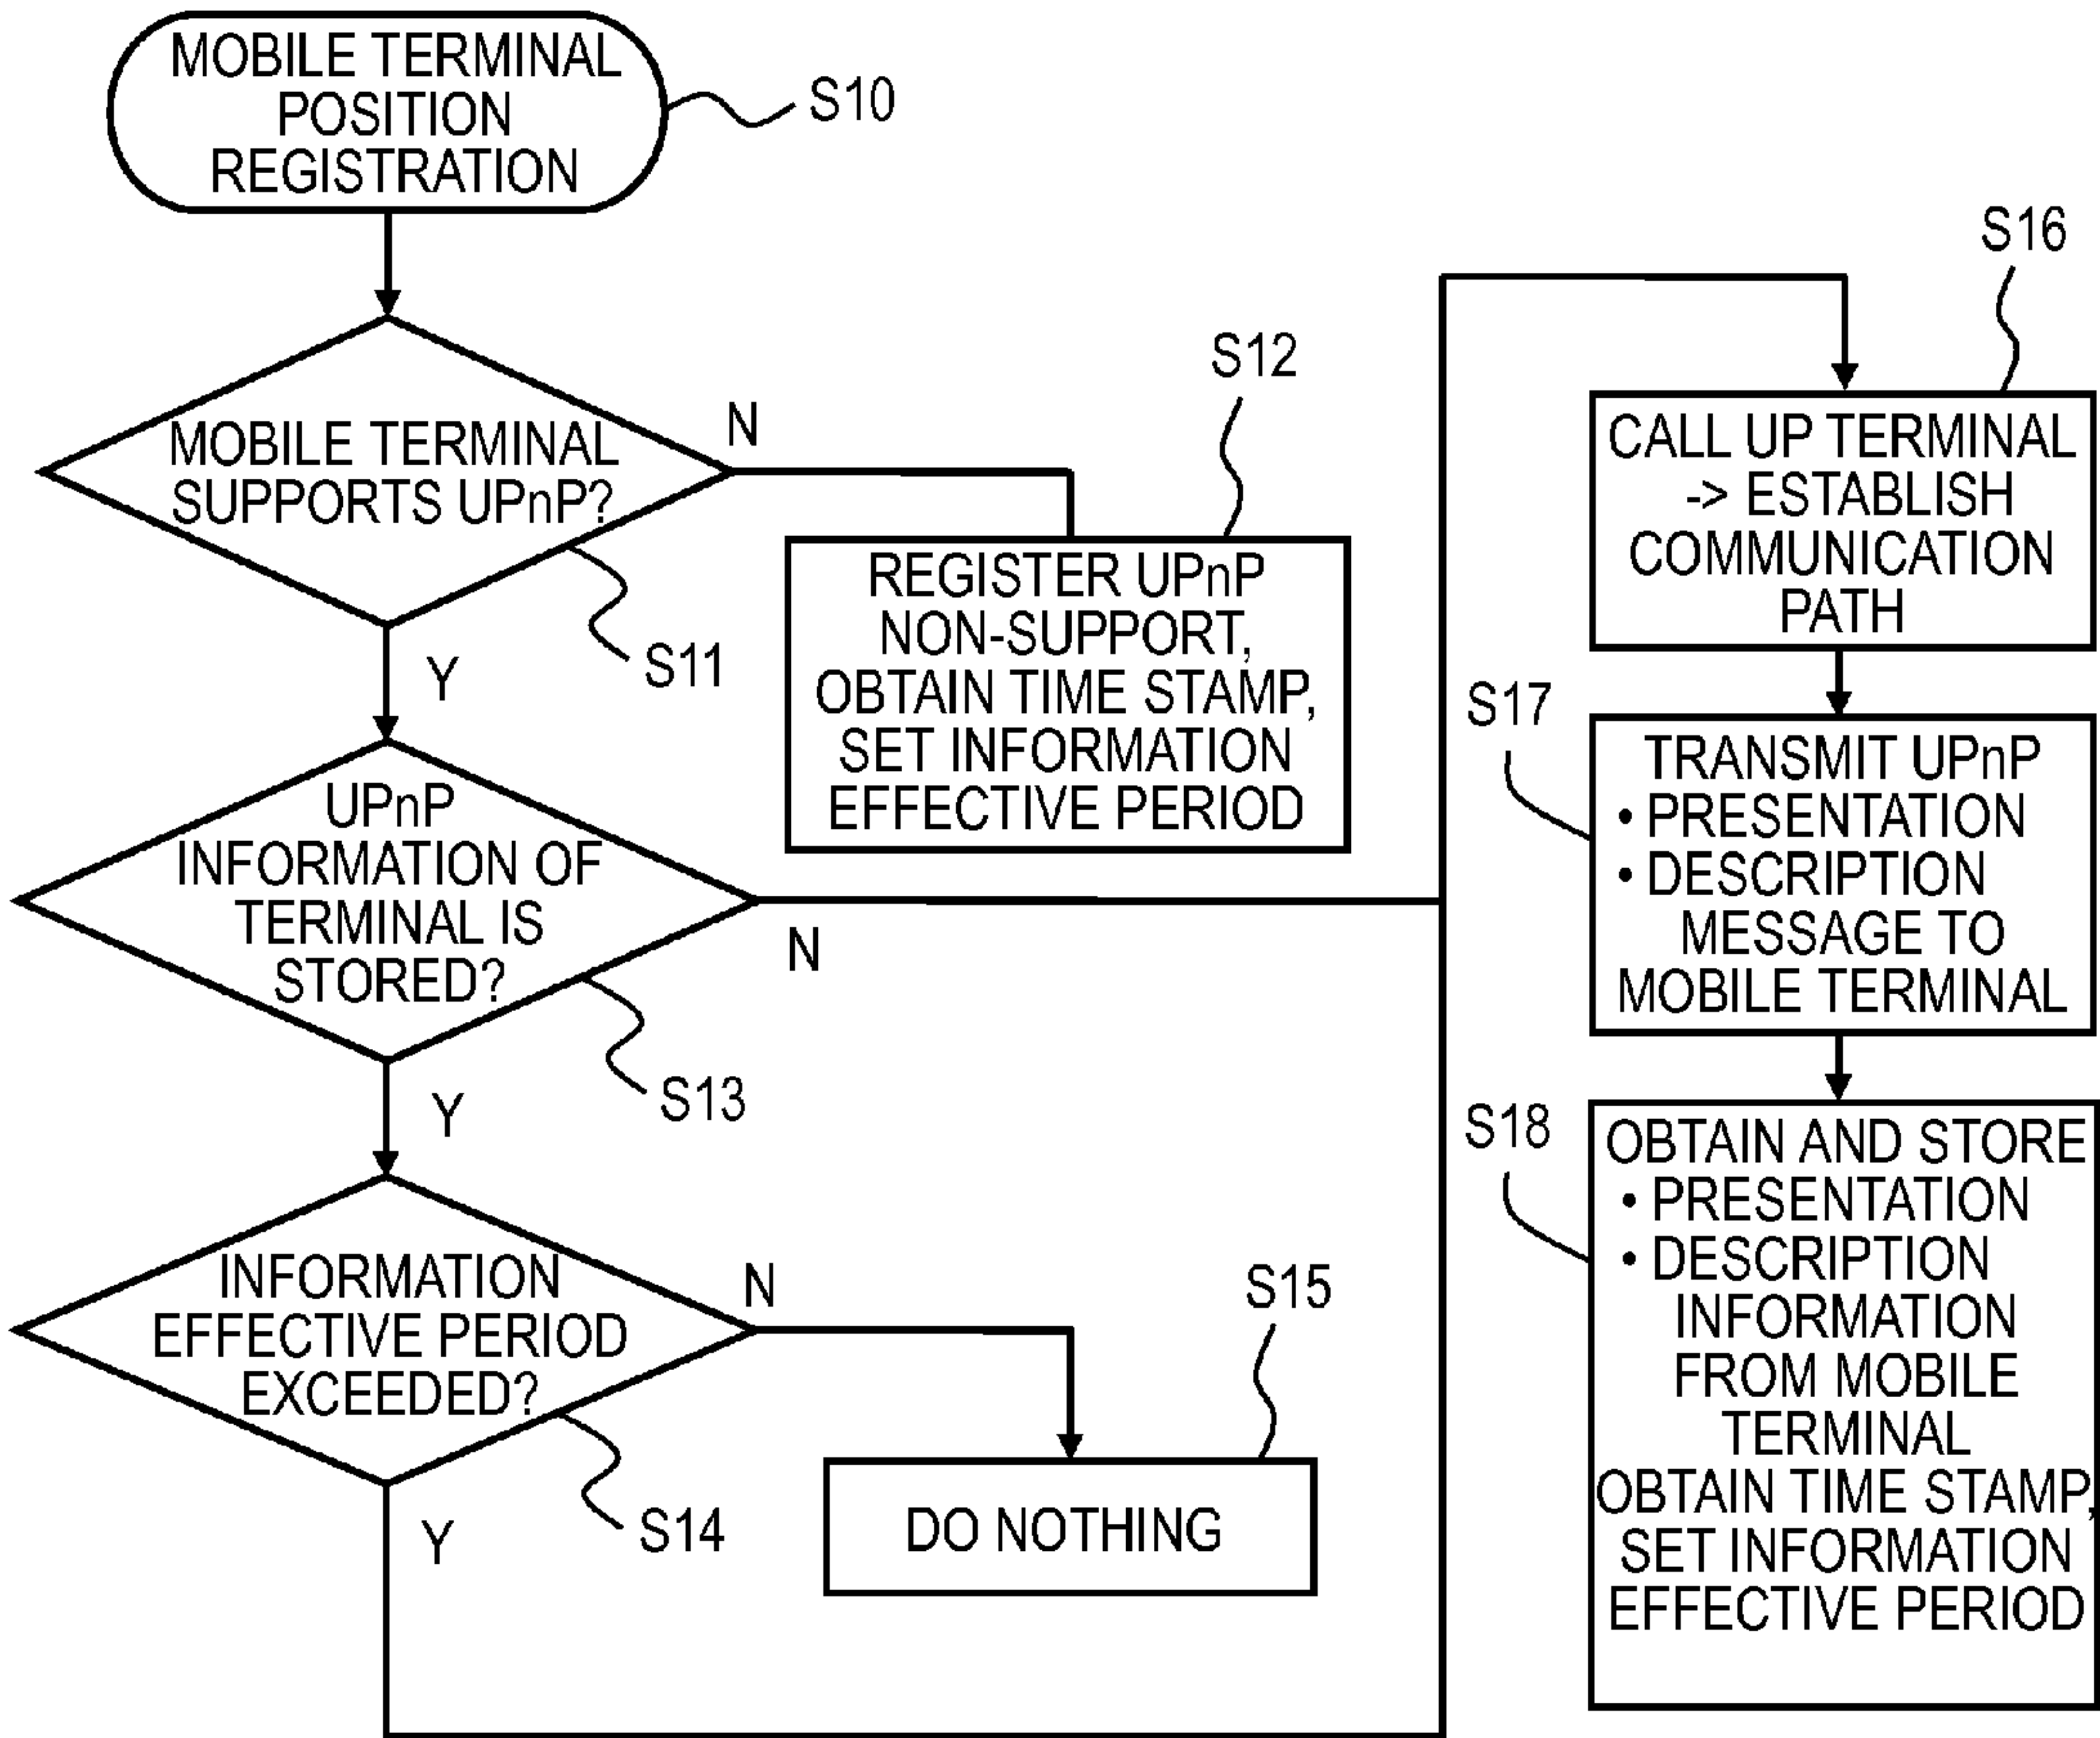 MOBILE TERMINAL
POSITION
REGISTRATION
S10
MOBILE TERMINAL
SUPPORTS UPnP?
N
Y
S11
S12
REGISTER UPnP
NON-SUPPORT,
OBTAIN TIME STAMP,
SET INFORMATION
EFFECTIVE PERIOD
UPnP
INFORMATION OF
TERMINAL IS
STORED?
N
Y
S13
INFORMATION
EFFECTIVE PERIOD
EXCEEDED?
N
Y
S14
S15
DO NOTHING
S16
CALL UP TERMINAL
-> ESTABLISH
COMMUNICATION
PATH
S17
TRANSMIT UPnP
• PRESENTATION
• DESCRIPTION
MESSAGE TO
MOBILE TERMINAL
S18
OBTAIN AND STORE
• PRESENTATION
• DESCRIPTION
INFORMATION
FROM MOBILE
TERMINAL
OBTAIN TIME STAMP,
SET INFORMATION
EFFECTIVE PERIOD